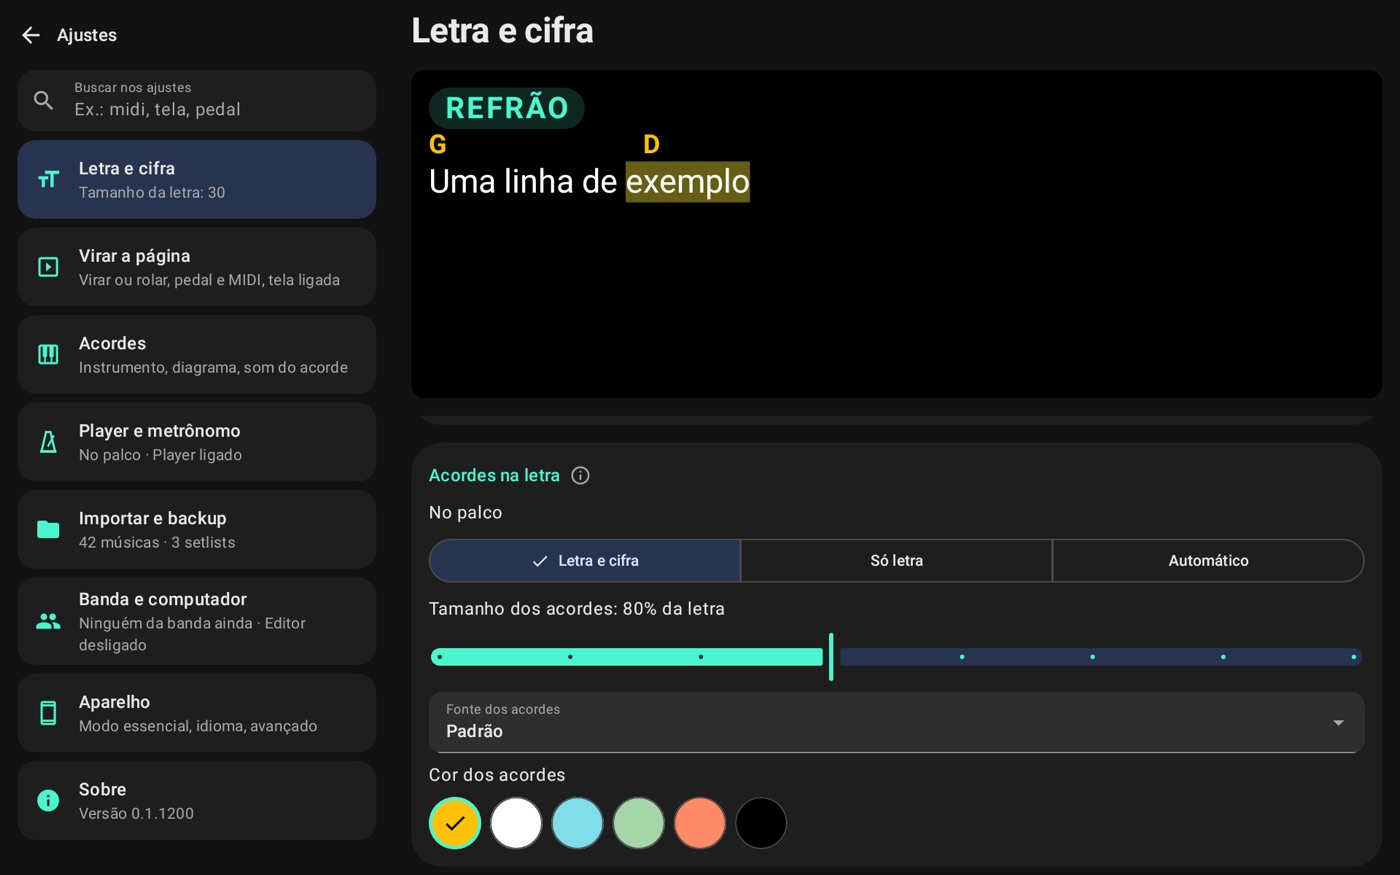 Ajustes
Buscar nos ajustes
Ex.: midi, tela, pedal
Letra e cifra
Tamanho da letra: 30
Virar a página
Virar ou rolar, pedal e MIDI, tela ligada
Acordes
Instrumento, diagrama, som do acorde
Player e metrônomo
No palco · Player ligado
Importar e backup
42 músicas · 3 setlists
Banda e computador
Ninguém da banda ainda · Editor
desligado
Aparelho
Modo essencial, idioma, avançado
Sobre
Versão 0.1.1200
Letra e cifra
REFRÃO
G D
Uma linha de exemplo
Acordes na letra
No palco
Letra e cifra Só letra Automático
Tamanho dos acordes: 80% da letra
Fonte dos acordes
Padrão
Cor dos acordes